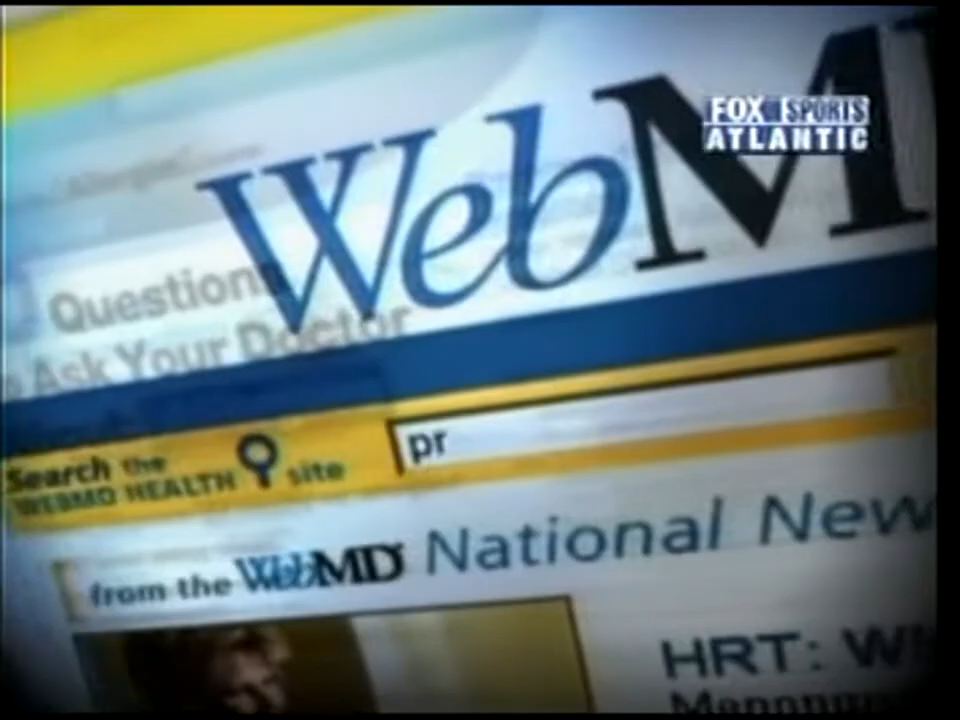 WebM
FOX SPORTS
ATLANTIC
Question
Ask Your Doctor
Search the
WEBMD HEALTH site
pr
from the WebMD National New
HRT: W